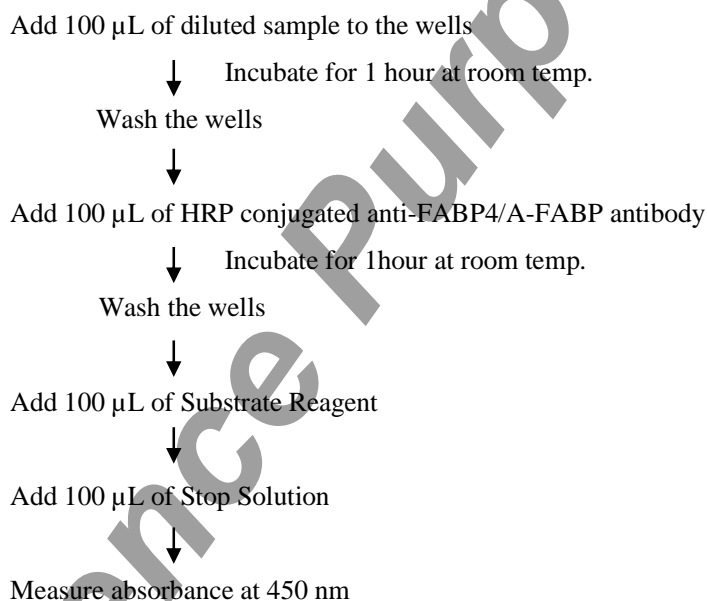 Add 100 µL of diluted sample to the wells
Incubate for 1 hour at room temp.
Wash the wells
Add 100 µL of HRP conjugated anti-FABP4/A-FABP antibody
Incubate for 1hour at room temp.
Wash the wells
Add 100 µL of Substrate Reagent
Add 100 µL of Stop Solution
Measure absorbance at 450 nm